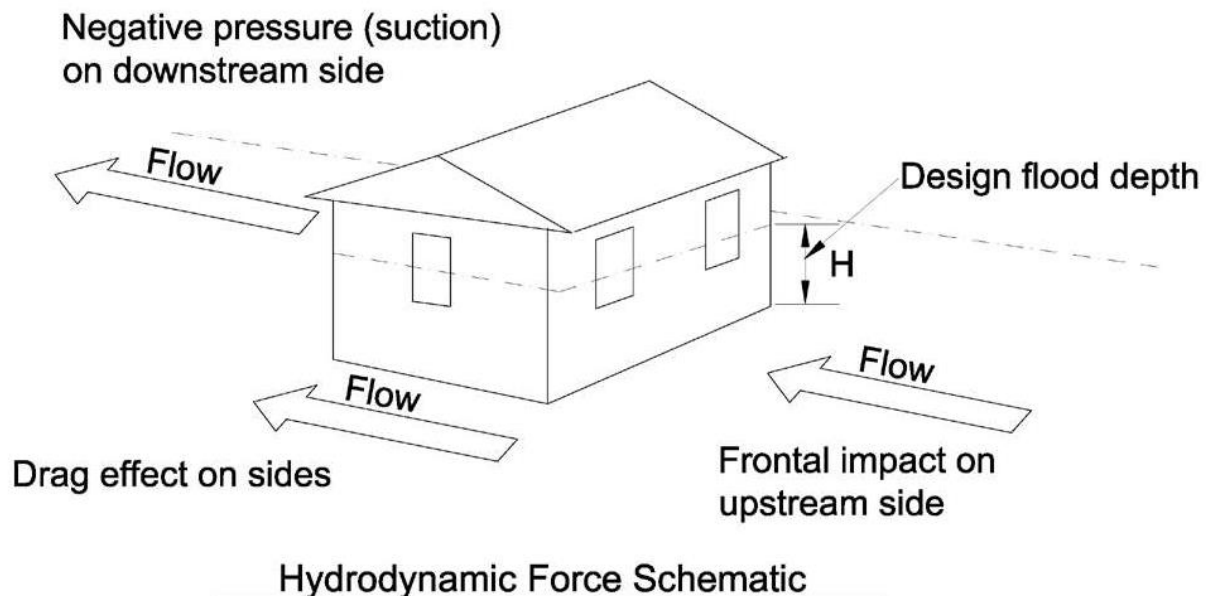 Negative pressure (suction)
on downstream side
Flow
Design flood depth
H
Flow
Flow
Drag effect on sides
Frontal impact on
upstream side
Hydrodynamic Force Schematic